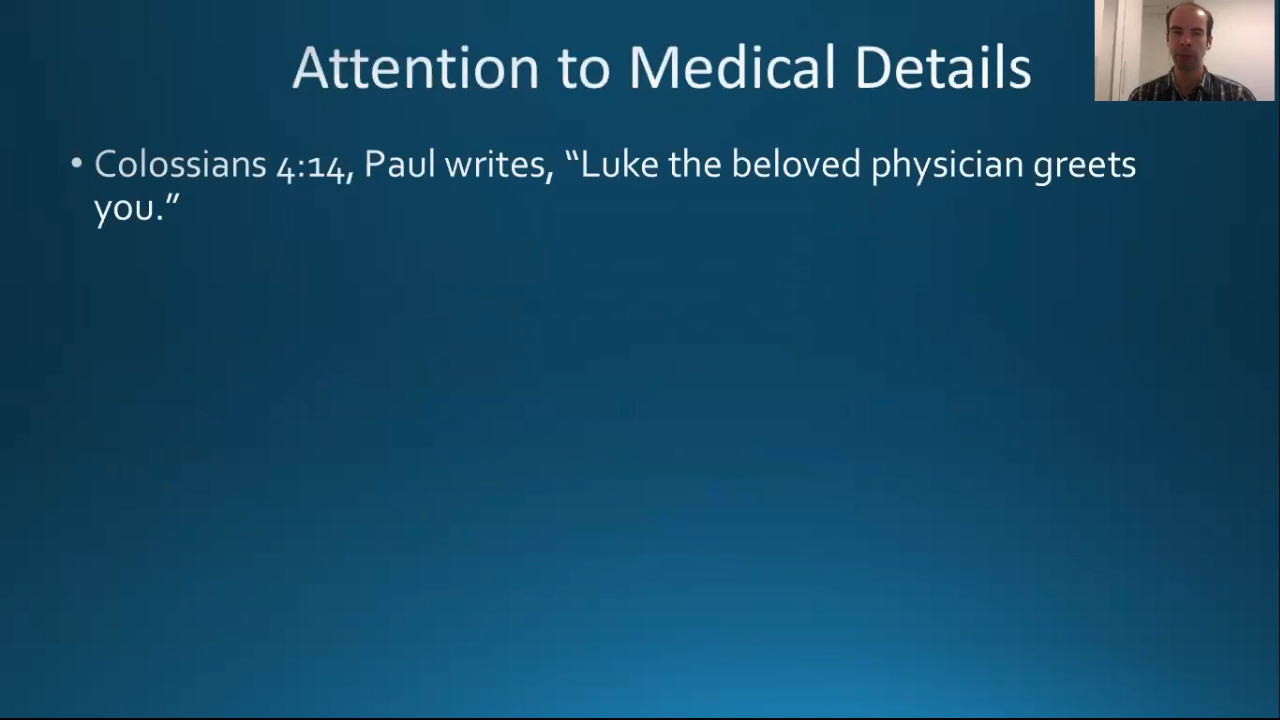 Attention to Medical Details
• Colossians 4:14, Paul writes, “Luke the beloved physician greets
you.”